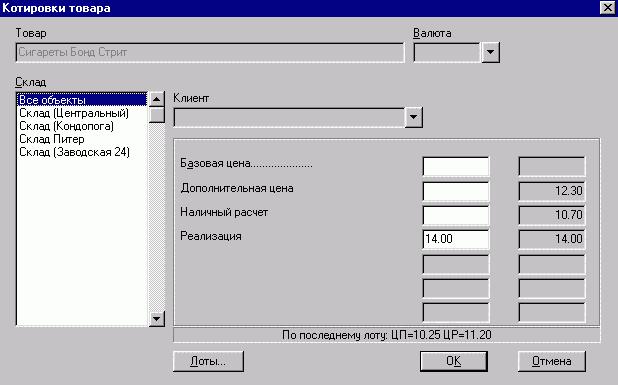 Котировки товара
Товар Валюта
Сигареты Бонд Стрит
Склад
Все объекты
Склад (Центральный)
Склад (Кондопога)
Склад Питер
Склад (Заводская 24)
Клиент
Базовая цена.....................
Дополнительная цена 12.30
Наличный расчет 10.70
Реализация 14.00 14.00
По последнему лоту: ЦП=10.25 ЦР=11.20
Лоты... OK Отмена